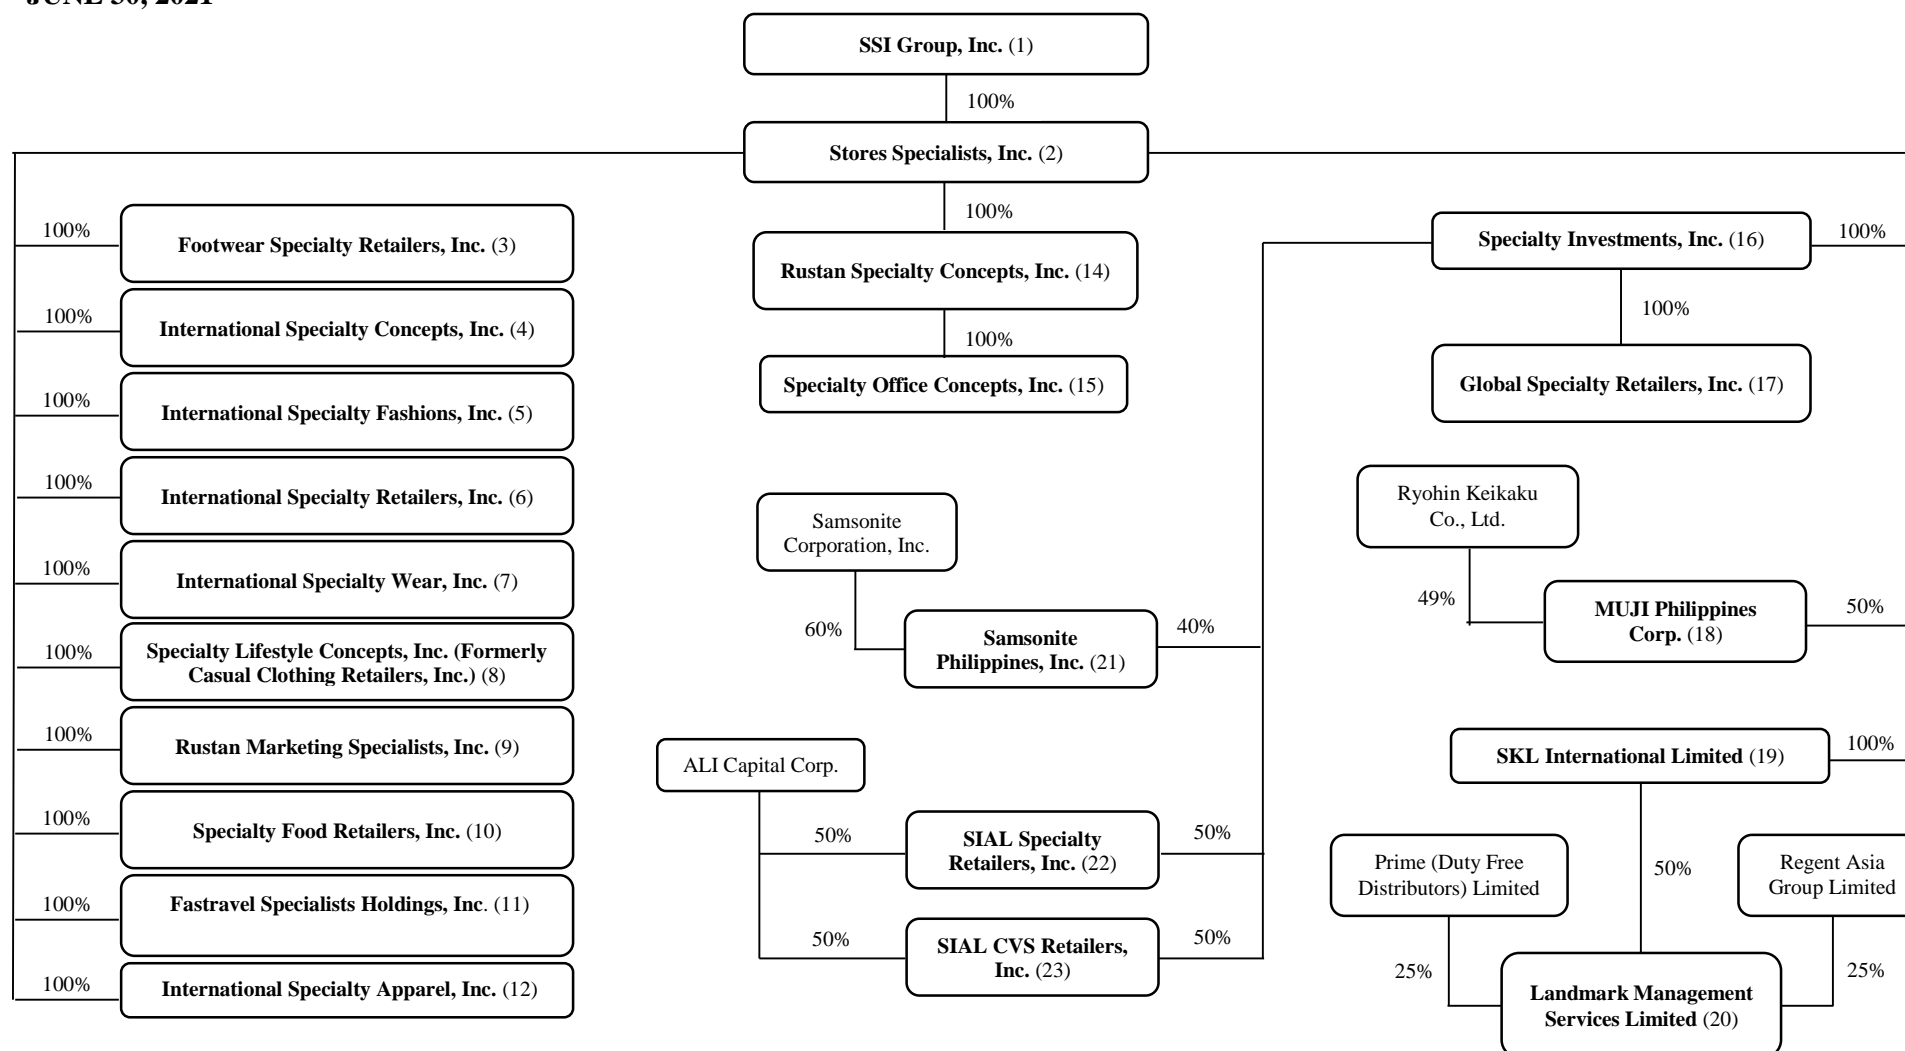 JUNE 30, 2021
SSI Group, Inc. (1)
100%
Stores Specialists, Inc. (2)
100%
Footwear Specialty Retailers, Inc. (3)
100%
International Specialty Concepts, Inc. (4)
100%
International Specialty Fashions, Inc. (5)
100%
International Specialty Retailers, Inc. (6)
100%
International Specialty Wear, Inc. (7)
100%
Specialty Lifestyle Concepts, Inc. (Formerly
Casual Clothing Retailers, Inc.) (8)
100%
Rustan Marketing Specialists, Inc. (9)
100%
Specialty Food Retailers, Inc. (10)
100%
Fastravel Specialists Holdings, Inc. (11)
100%
International Specialty Apparel, Inc. (12)
100%
Rustan Specialty Concepts, Inc. (14)
100%
Specialty Office Concepts, Inc. (15)
Samsonite
Corporation, Inc.
60%
Samsonite
Philippines, Inc. (21)
40%
ALI Capital Corp.
50%
SIAL Specialty
Retailers, Inc. (22)
50%
50%
SIAL CVS Retailers,
Inc. (23)
50%
Specialty Investments, Inc. (16)
100%
100%
Global Specialty Retailers, Inc. (17)
Ryohin Keikaku
Co., Ltd.
49%
MUJI Philippines
Corp. (18)
50%
SKL International Limited (19)
100%
Prime (Duty Free
Distributors) Limited
50%
Regent Asia
Group Limited
25%
25%
Landmark Management
Services Limited (20)